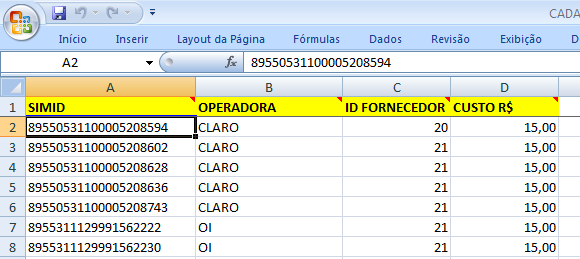 CADA
Início Inserir Layout da Página Fórmulas Dados Revisão Exibição
A2 fx 89550531100005208594
A B C D
1 SIMID OPERADORA ID FORNECEDOR CUSTO R$
2 89550531100005208594 CLARO 20 15,00
3 89550531100005208602 CLARO 21 15,00
4 89550531100005208628 CLARO 21 15,00
5 89550531100005208636 CLARO 21 15,00
6 89550531100005208743 CLARO 21 15,00
7 8955311129991562222 OI 21 15,00
8 8955311129991562230 OI 21 15,00